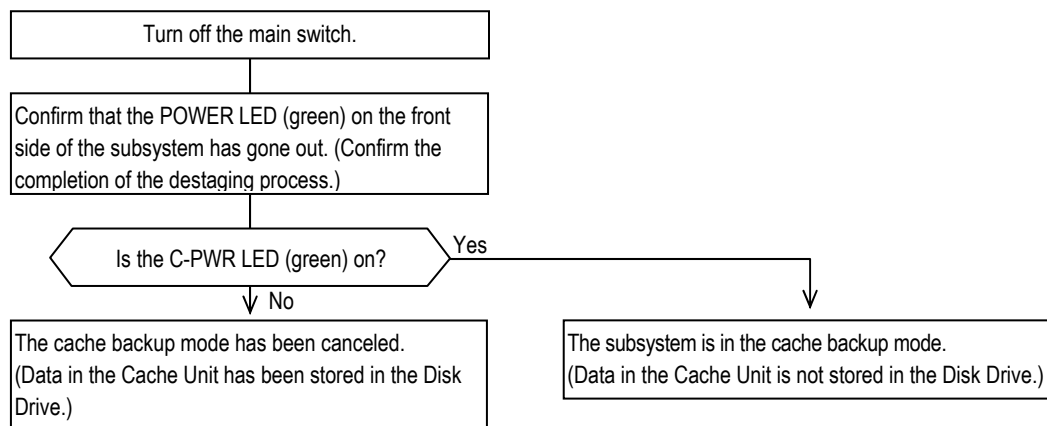 Turn off the main switch.
Confirm that the POWER LED (green) on the front
side of the subsystem has gone out. (Confirm the
completion of the destaging process.)
Is the C-PWR LED (green) on?
Yes
No
The cache backup mode has been canceled.
(Data in the Cache Unit has been stored in the Disk
Drive.)
The subsystem is in the cache backup mode.
(Data in the Cache Unit is not stored in the Disk Drive.)